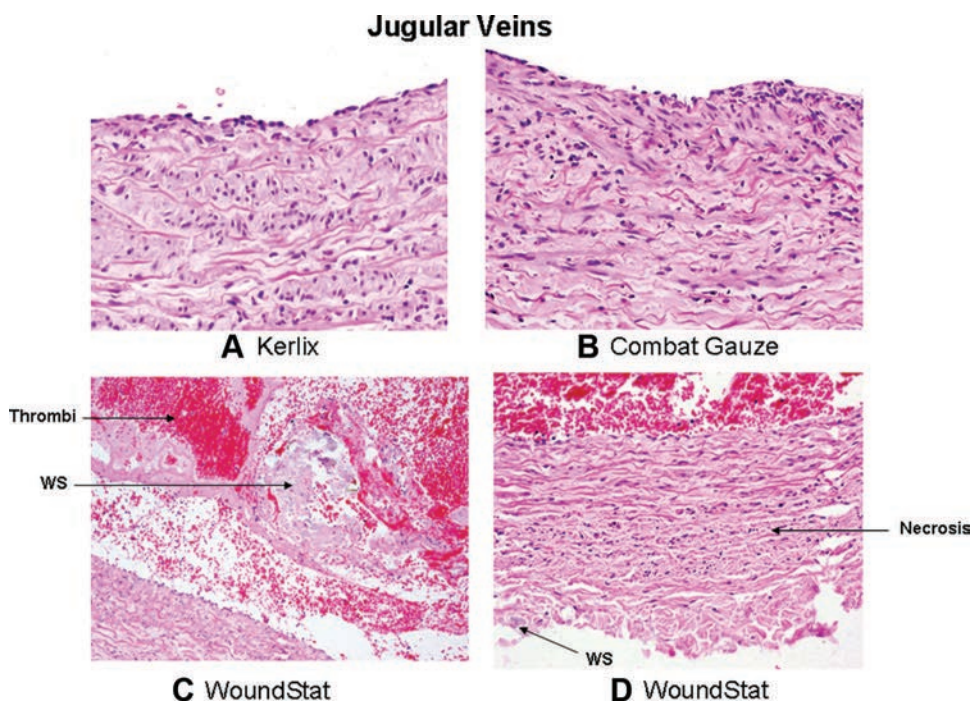 Jugular Veins
A Kerlix
B Combat Gauze
Thrombi
WS
Necrosis
WS
C WoundStat
D WoundStat